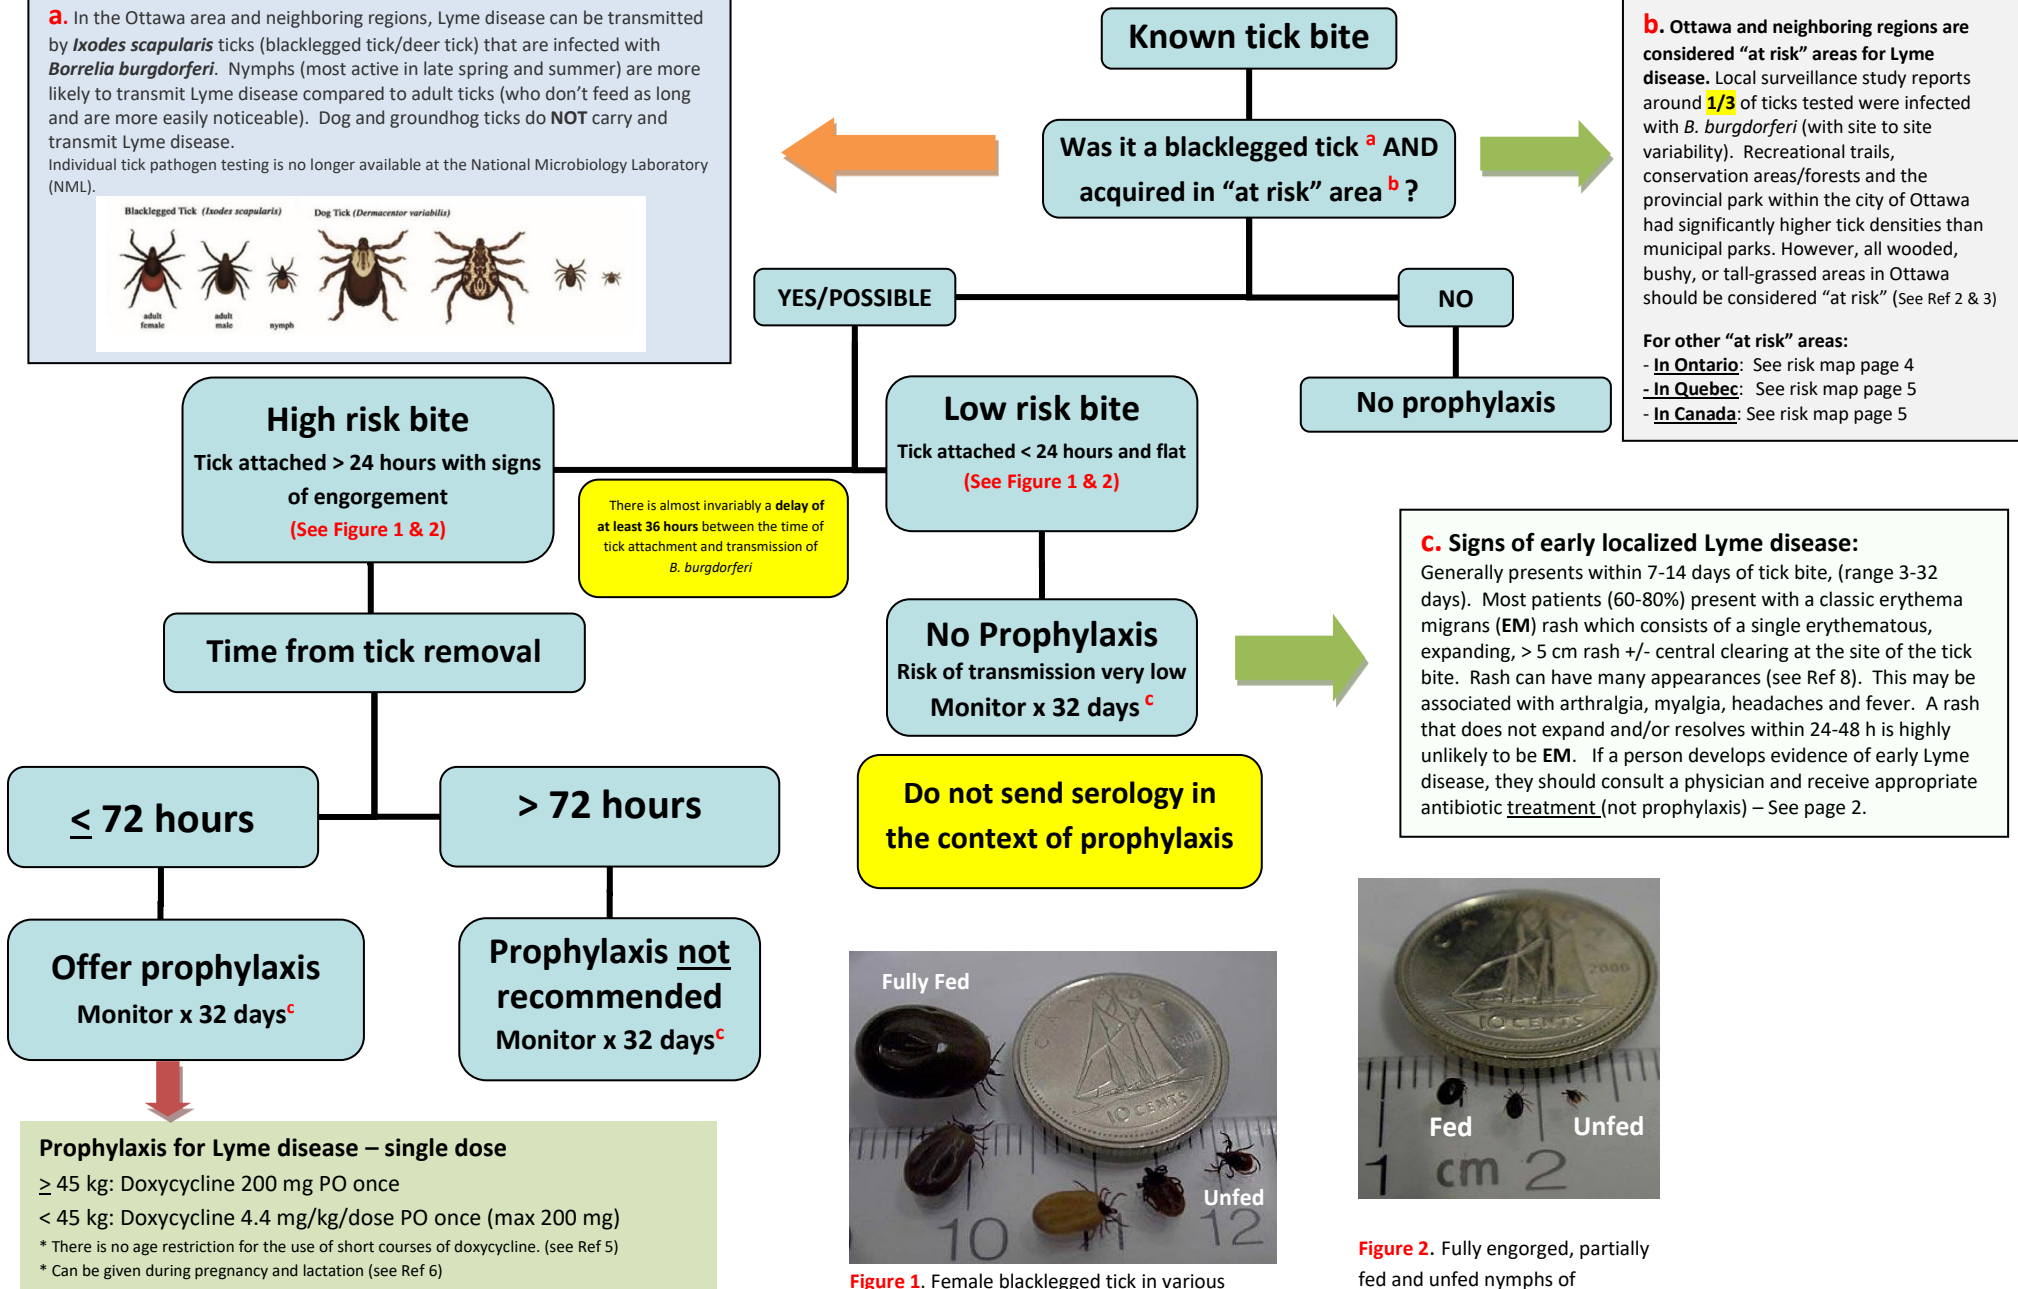 a. In the Ottawa area and neighboring regions, Lyme disease can be transmitted
by Ixodes scapularis ticks (blacklegged tick/deer tick) that are infected with
Borrelia burgdorferi. Nymphs (most active in late spring and summer) are more
likely to transmit Lyme disease compared to adult ticks (who don't feed as long
and are more easily noticeable). Dog and groundhog ticks do NOT carry and
transmit Lyme disease.
Individual tick pathogen testing is no longer available at the National Microbiology Laboratory
(NML).
Blacklegged Tick (Ixodes scapularis)
Dog Tick (Dermacentor variabilis)
adult
female
adult
male
nymph
Known tick bite
Was it a blacklegged tick a AND
acquired in “at risk” area b ?
b. Ottawa and neighboring regions are
considered “at risk” areas for Lyme
disease. Local surveillance study reports
around 1/3 of ticks tested were infected
with B. burgdorferi (with site to site
variability). Recreational trails,
conservation areas/forests and the
provincial park within the city of Ottawa
had significantly higher tick densities than
municipal parks. However, all wooded,
bushy, or tall-grassed areas in Ottawa
should be considered “at risk” (See Ref 2 & 3)
For other “at risk” areas:
- In Ontario: See risk map page 4
- In Quebec: See risk map page 5
- In Canada: See risk map page 5
YES/POSSIBLE
NO
No prophylaxis
High risk bite
Tick attached > 24 hours with signs
of engorgement
(See Figure 1 & 2)
Low risk bite
Tick attached < 24 hours and flat
(See Figure 1 & 2)
There is almost invariably a delay of
at least 36 hours between the time of
tick attachment and transmission of
B. burgdorferi
Time from tick removal
No Prophylaxis
Risk of transmission very low
Monitor x 32 days c
c. Signs of early localized Lyme disease:
Generally presents within 7-14 days of tick bite, (range 3-32
days). Most patients (60-80%) present with a classic erythema
migrans (EM) rash which consists of a single erythematous,
expanding, > 5 cm rash +/- central clearing at the site of the tick
bite. Rash can have many appearances (see Ref 8). This may be
associated with arthralgia, myalgia, headaches and fever. A rash
that does not expand and/or resolves within 24-48 h is highly
unlikely to be EM. If a person develops evidence of early Lyme
disease, they should consult a physician and receive appropriate
antibiotic treatment (not prophylaxis) – See page 2.
≤ 72 hours
> 72 hours
Do not send serology in
the context of prophylaxis
Offer prophylaxis
Monitor x 32 days c
Prophylaxis not
recommended
Monitor x 32 days c
Prophylaxis for Lyme disease – single dose
≥ 45 kg: Doxycycline 200 mg PO once
< 45 kg: Doxycycline 4.4 mg/kg/dose PO once (max 200 mg)
* There is no age restriction for the use of short courses of doxycycline. (see Ref 5)
* Can be given during pregnancy and lactation (see Ref 6)
Fully Fed
10 CENTS
Unfed
10
12
Figure 1. Female blacklegged tick in various
2000
10 CENTS
Fed
Unfed
1 cm 2
Figure 2. Fully engorged, partially
fed and unfed nymphs of